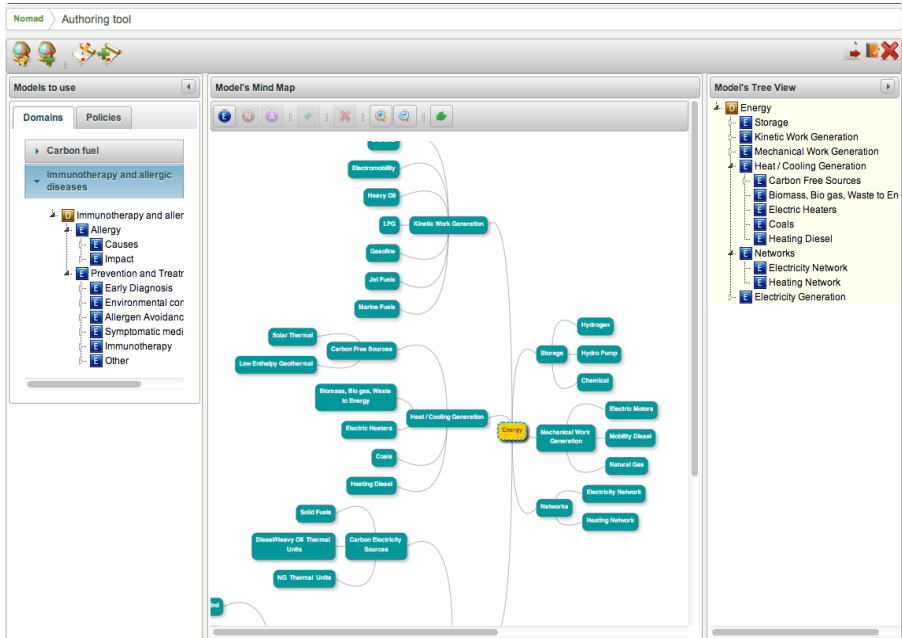 Nomad
Authoring tool
Models to use
Domains
Policies
Carbon fuel
Immunotherapy and allergic
diseases
D Immunotherapy and aller
E Allergy
E Causes
E Impact
E Prevention and Treatr
E Early Diagnosis
E Environmental con
E Allergen Avoidanc
E Symptomatic medi
E Immunotherapy
E Other
Model's Mind Map
E N A
Electromobility
Heavy Oil
LPG
Kinetic Work Generation
Gasoline
Jet Fuels
Marine Fuels
Solar Thermal
Carbon Free Sources
Low Enthalpy Geothermal
Biomass, Bio gas, Waste
to Energy
Heat / Cooling Generation
Electric Heaters
Coals
Heating Diesel
Solid Fuels
Diesel/Heavy Oil Thermal
Units
Carbon Electricity
Sources
NG Thermal Units
ind
Energy
Hydrogen
Storage
Hydro Pump
Chemical
Electric Motors
Mechanical Work
Generation
Mobility Diesel
Natural Gas
Electricity Network
Networks
Heating Network
Model's Tree View
D Energy
E Storage
E Kinetic Work Generation
E Mechanical Work Generation
E Heat / Cooling Generation
E Carbon Free Sources
E Biomass, Bio gas, Waste to En
E Electric Heaters
E Coals
E Heating Diesel
E Networks
E Electricity Network
E Heating Network
E Electricity Generation